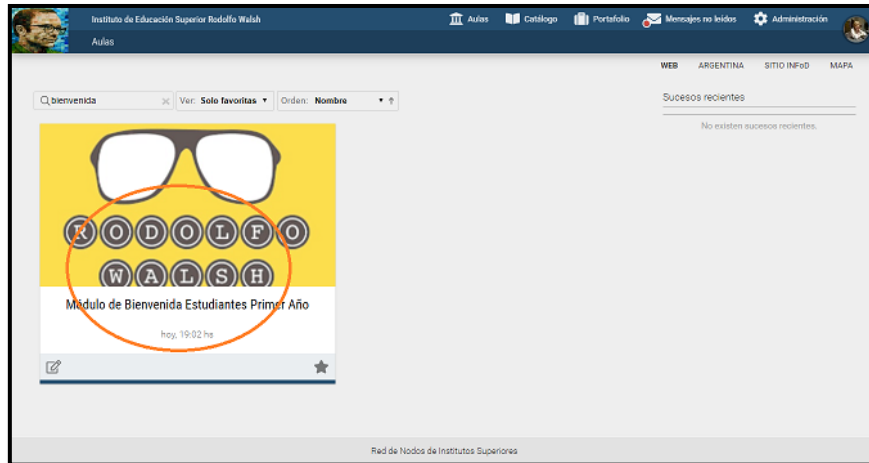 Instituto de Educación Superior Rodolfo Walsh
Aulas Catálogo Portafolio Mensajes no leídos Administración
Aulas
WEB ARGENTINA SITIO INFoD MAPA
bienvenida Ver: Solo favoritas Orden: Nombre
Sucesos recientes
No existen sucesos recientes.
RODOLFO
WALSH
Módulo de Bienvenida Estudiantes Primer Año
hoy, 19:02 hs
Red de Nodos de Institutos Superiores